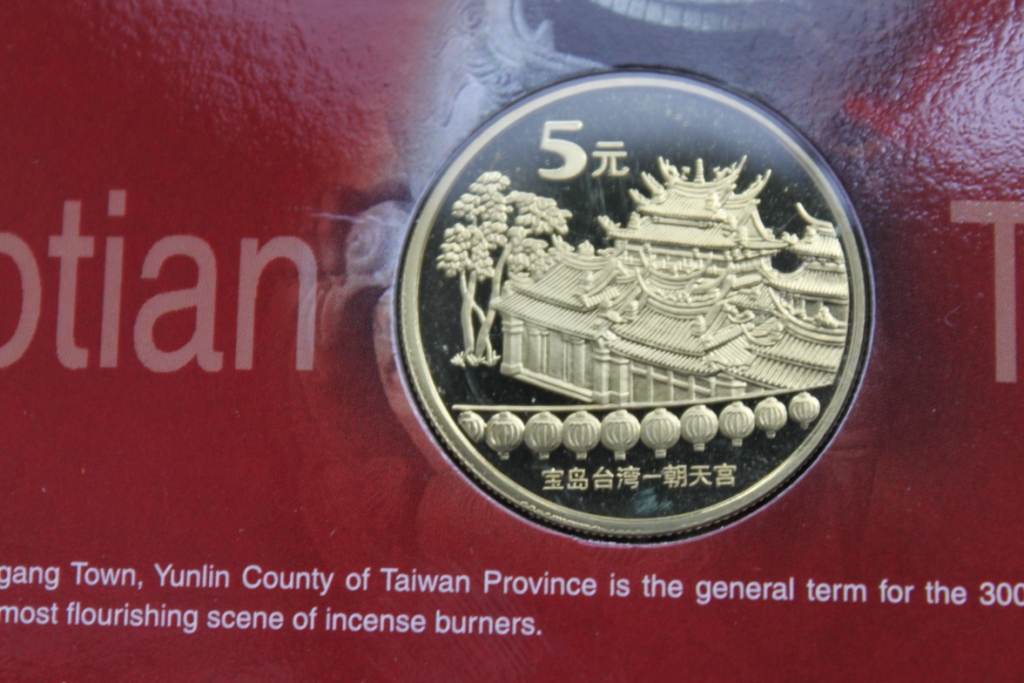 5元
otian T
宝岛台湾—朝天宫
gang Town, Yunlin County of Taiwan Province is the general term for the 300
most flourishing scene of incense burners.